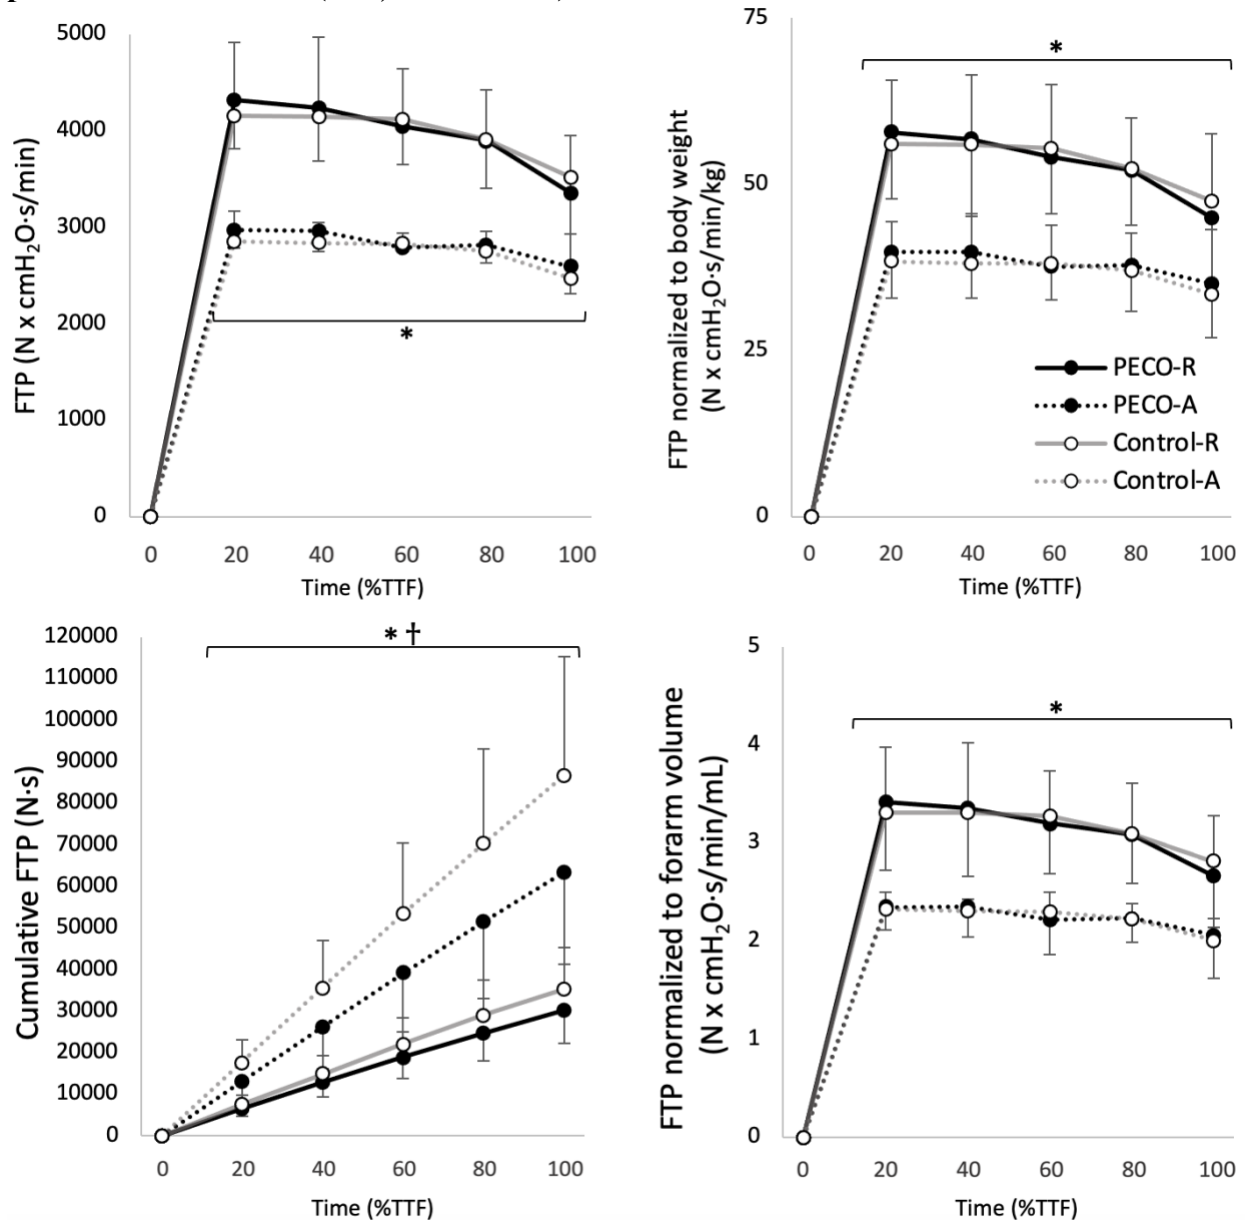 5000
4000
3000
2000
1000
0
FTP (N x cmH₂O·s/min)
*
0 20 40 60 80 100
Time (%TTF)
75
50
25
0
FTP normalized to body weight
(N x cmH₂O·s/min/kg)
*
PECO-R
PECO-A
Control-R
Control-A
0 20 40 60 80 100
Time (%TTF)
120000
110000
100000
90000
80000
70000
60000
50000
40000
30000
20000
10000
0
Cumulative FTP (N·s)
* †
0 20 40 60 80 100
Time (%TTF)
5
4
3
2
1
0
FTP normalized to forarm volume
(N x cmH₂O·s/min/mL)
*
0 20 40 60 80 100
Time (%TTF)